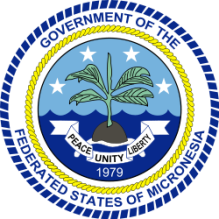 GOVERNMENT OF THE
PEACE UNITY LIBERTY
1979
FEDERATED STATES OF MICRONESIA